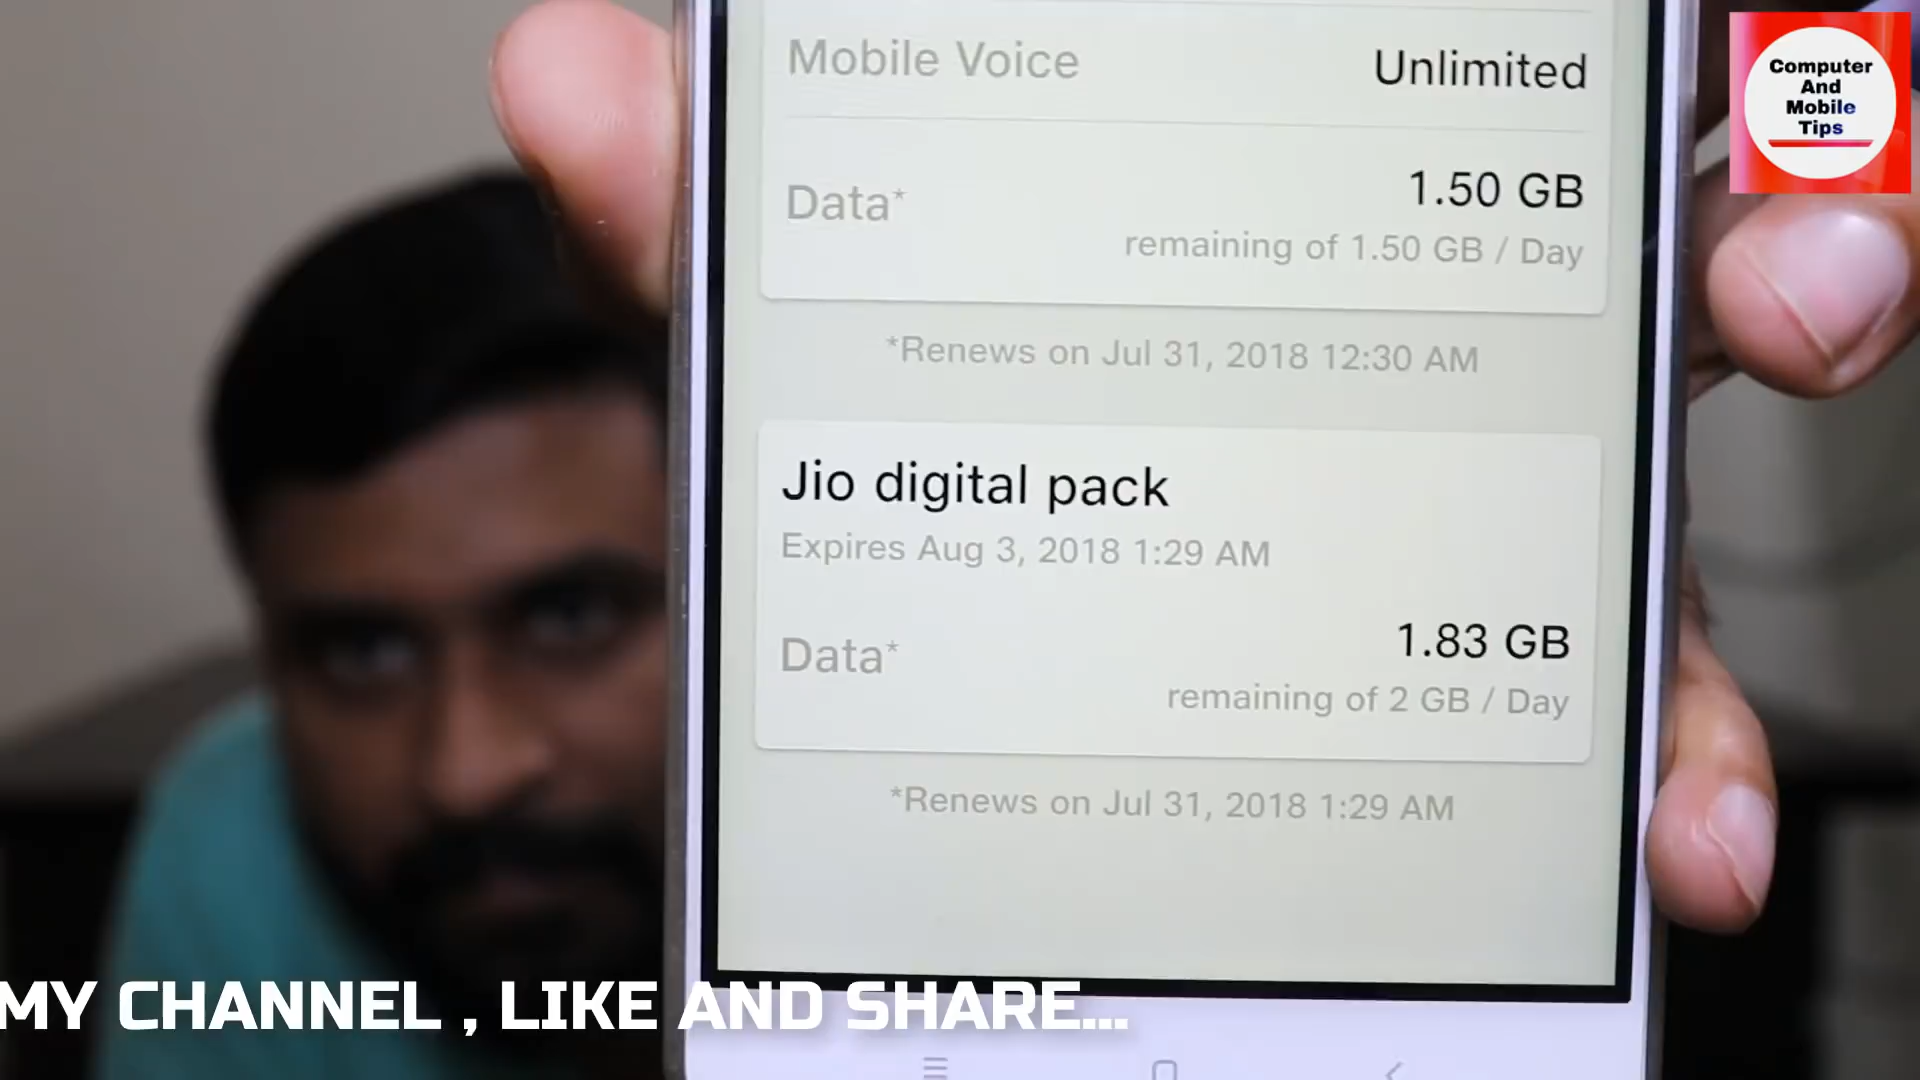 Mobile Voice Unlimited
Data* 1.50 GB
remaining of 1.50 GB / Day
*Renews on Jul 31, 2018 12:30 AM
Jio digital pack
Expires Aug 3, 2018 1:29 AM
Data* 1.83 GB
remaining of 2 GB / Day
*Renews on Jul 31, 2018 1:29 AM
Computer
And
Mobile
Tips
MY CHANNEL , LIKE AND SHARE...